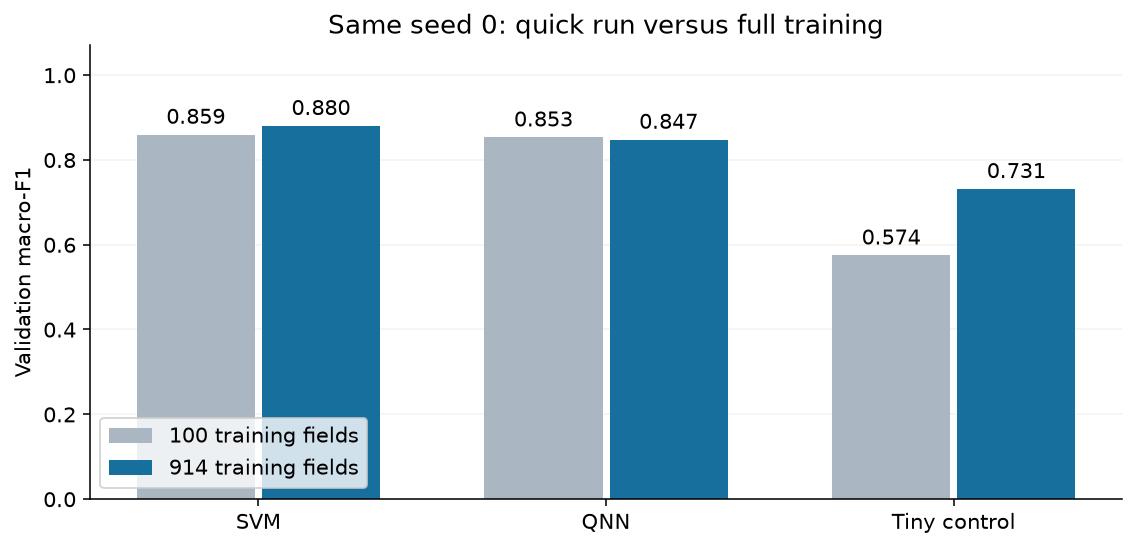 Same seed 0: quick run versus full training
Validation macro-F1
1.0
0.8
0.6
0.4
0.2
0.0
0.859
0.880
0.853
0.847
0.574
0.731
100 training fields
914 training fields
SVM
QNN
Tiny control